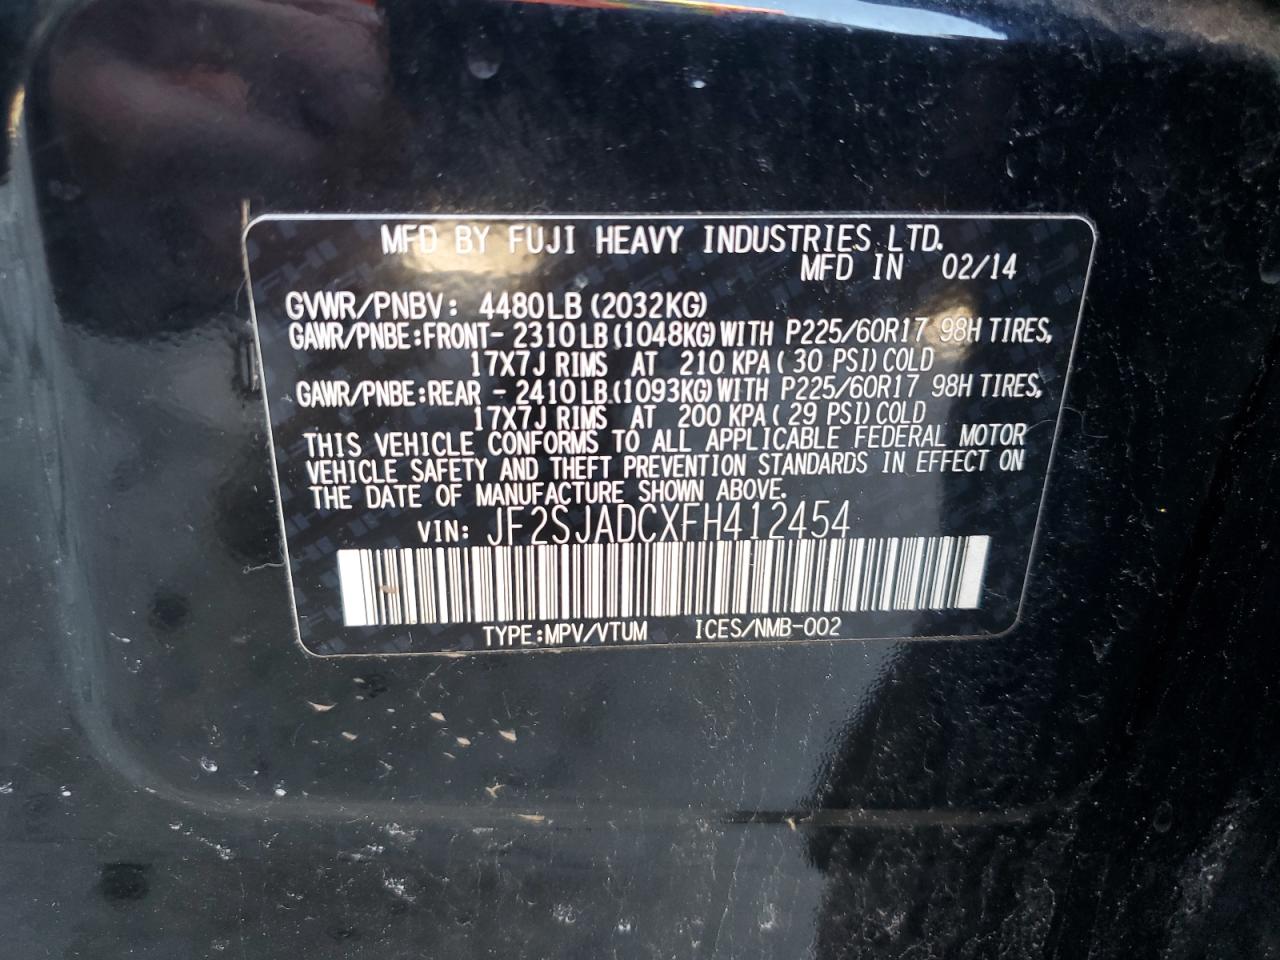 MFD BY FUJI HEAVY INDUSTRIES LTD.
MFD IN 02/14
GVWR/PNBV: 4480LB (2032KG)
GAWR/PNBE:FRONT- 2310LB (1048KG) WITH P225/60R17 98H TIRES,
17X7J RIMS AT 210 KPA ( 30 PSI) COLD
GAWR/PNBE:REAR - 2410LB (1093KG) WITH P225/60R17 98H TIRES,
17X7J RIMS AT 200 KPA ( 29 PSI) COLD
THIS VEHICLE CONFORMS TO ALL APPLICABLE FEDERAL MOTOR
VEHICLE SAFETY AND THEFT PREVENTION STANDARDS IN EFFECT ON
THE DATE OF MANUFACTURE SHOWN ABOVE.
VIN: JF2SJADCXFH412454
TYPE:MPV/VTUM ICES/NMB-002